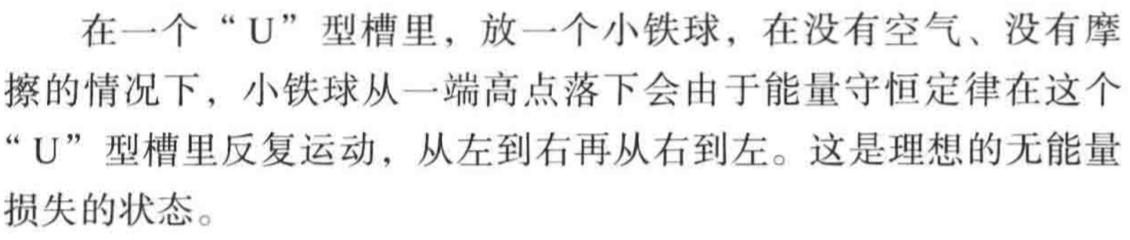 在一个“U”型槽里，放一个小铁球，在没有空气、没有摩
擦的情况下，小铁球从一端高点落下会由于能量守恒定律在这个
“U”型槽里反复运动，从左到右再从右到左。这是理想的无能量
损失的状态。